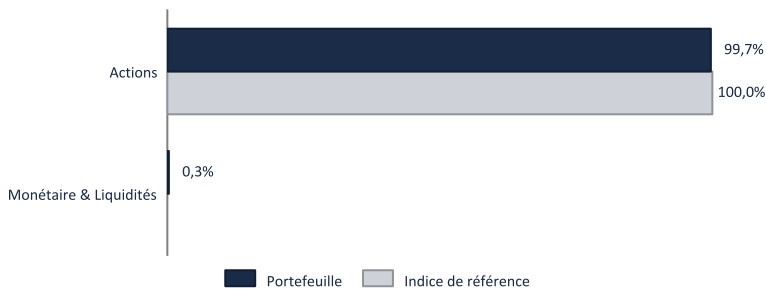 99,7%
Actions
100,0%
0,3%
Monétaire & Liquidités
Portefeuille
Indice de référence